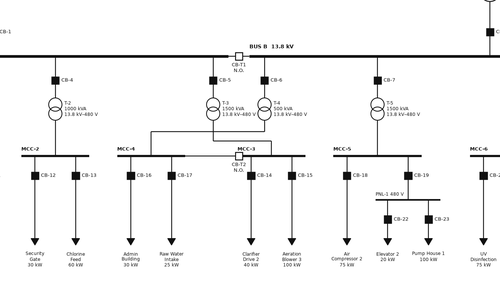 CB-1
BUS B 13.8 kV
CB-T1
N.O.
CB-4
CB-5
CB-6
CB-7
T-2
1000 kVA
13.8 kV-480 V
T-3
1500 kVA
13.8 kV-480 V
T-4
500 kVA
13.8 kV-480 V
T-5
1500 kVA
13.8 kV-480 V
MCC-2
MCC-4
MCC-3
MCC-5
MCC-6
CB-T2
N.O.
CB-12
CB-13
CB-16
CB-17
CB-14
CB-15
CB-18
CB-19
PNL-1 480 V
CB-22
CB-23
Security
Gate
30 kW
Chlorine
Feed
60 kW
Admin
Building
30 kW
Raw Water
Intake
25 kW
Clarifier
Drive 2
40 kW
Aeration
Blower 3
100 kW
Air
Compressor 2
75 kW
Elevator 2
20 kW
Pump House 1
100 kW
UV
Disinfection
75 kW